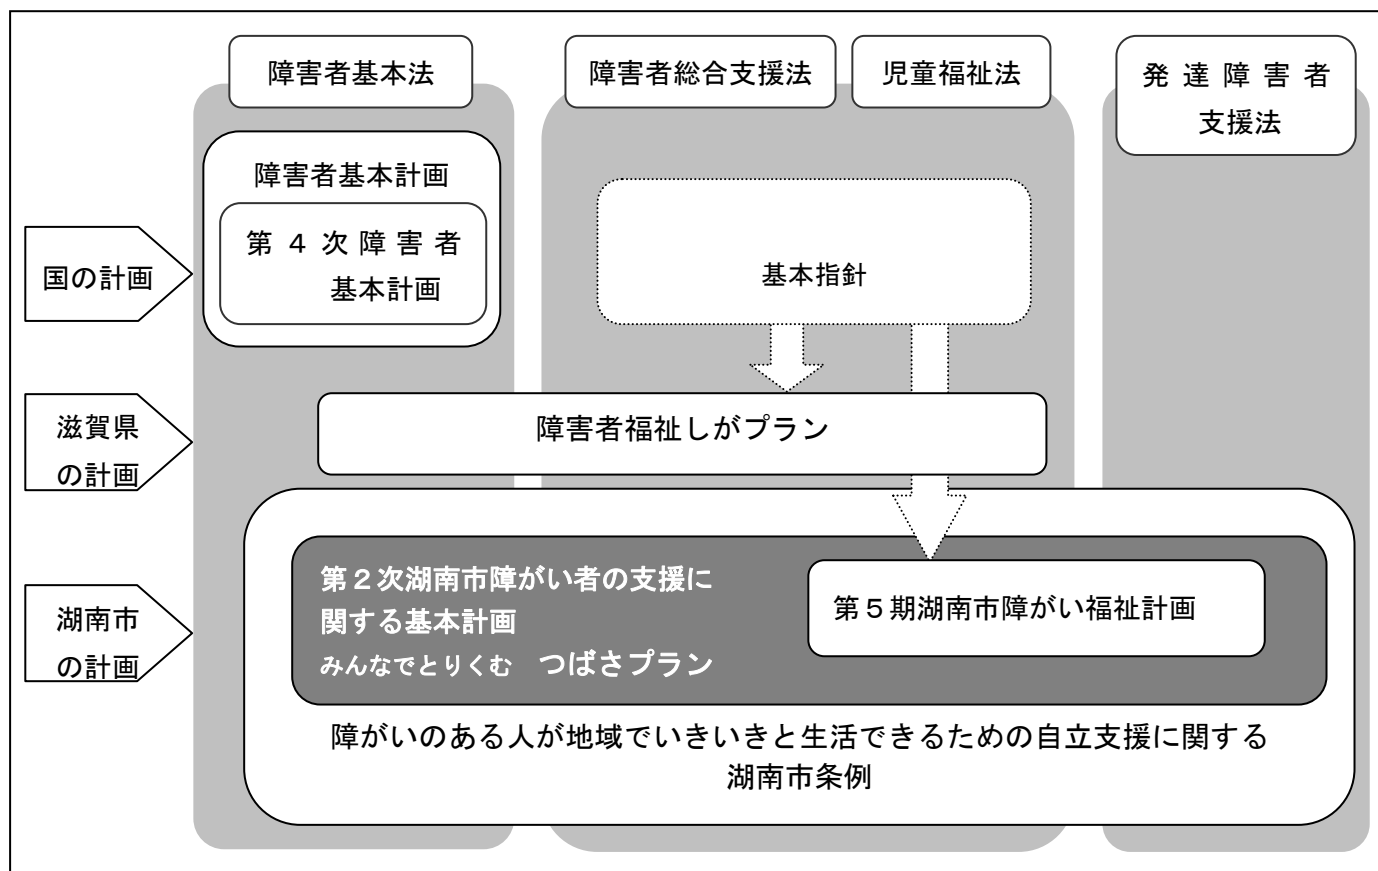 障害者基本法
障害者総合支援法
児童福祉法
発達障害者
支援法
障害者基本計画
第４次障害者
基本計画
国の計画
基本指針
滋賀県
の計画
障害者福祉しがプラン
湖南市
の計画
第２次湖南市障がい者の支援に
関する基本計画
みんなでとりくむ　つばさプラン
第５期湖南市障がい福祉計画
障がいのある人が地域でいきいきと生活できるための自立支援に関する
湖南市条例